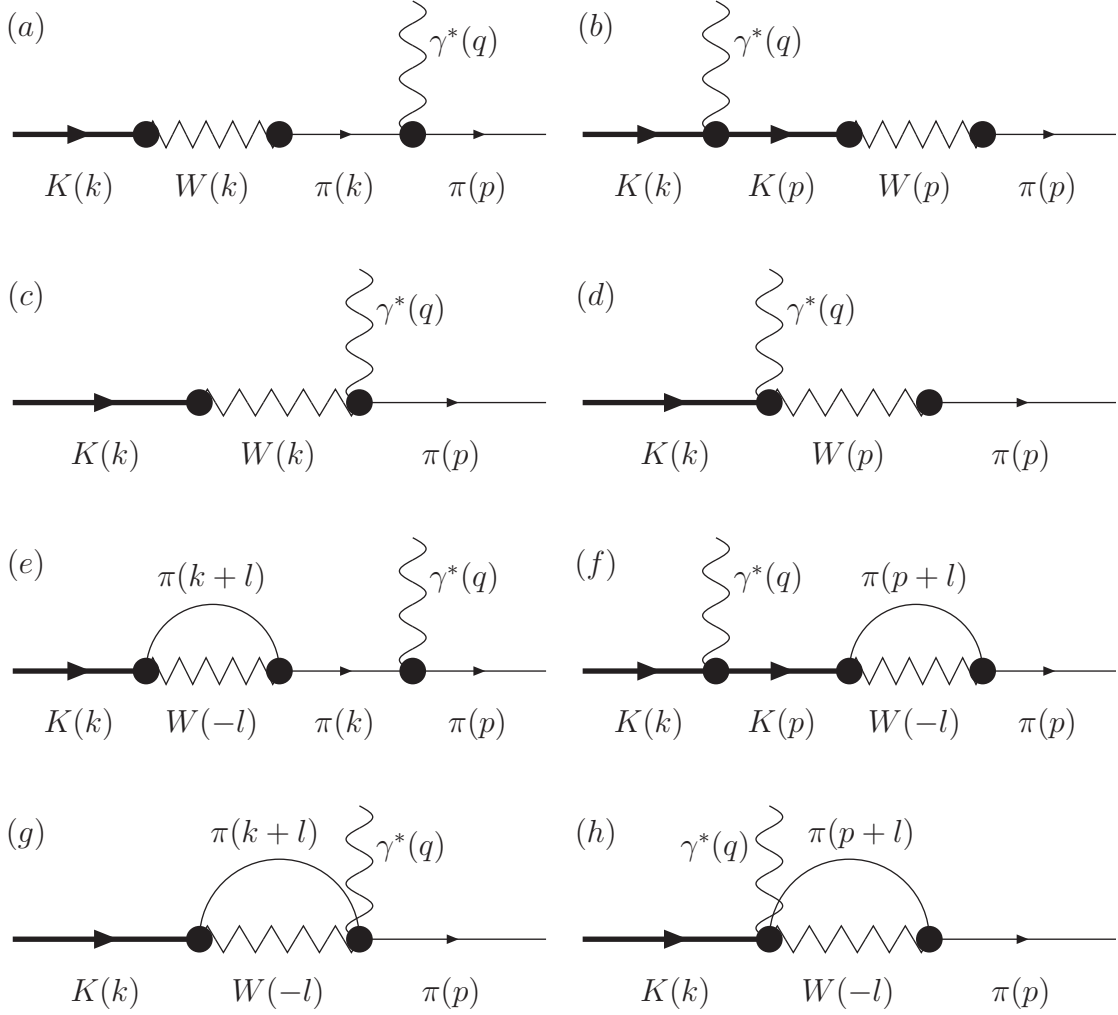 (a) γ*(q)
K(k) W(k) π(k) π(p)
(b) γ*(q)
K(k) K(p) W(p) π(p)
(c) γ*(q)
K(k) W(k) π(p)
(d) γ*(q)
K(k) W(p) π(p)
(e) π(k + l) γ*(q)
K(k) W(−l) π(k) π(p)
(f) γ*(q) π(p + l)
K(k) K(p) W(−l) π(p)
(g) π(k + l) γ*(q)
K(k) W(−l) π(p)
(h) γ*(q) π(p + l)
K(k) W(−l) π(p)